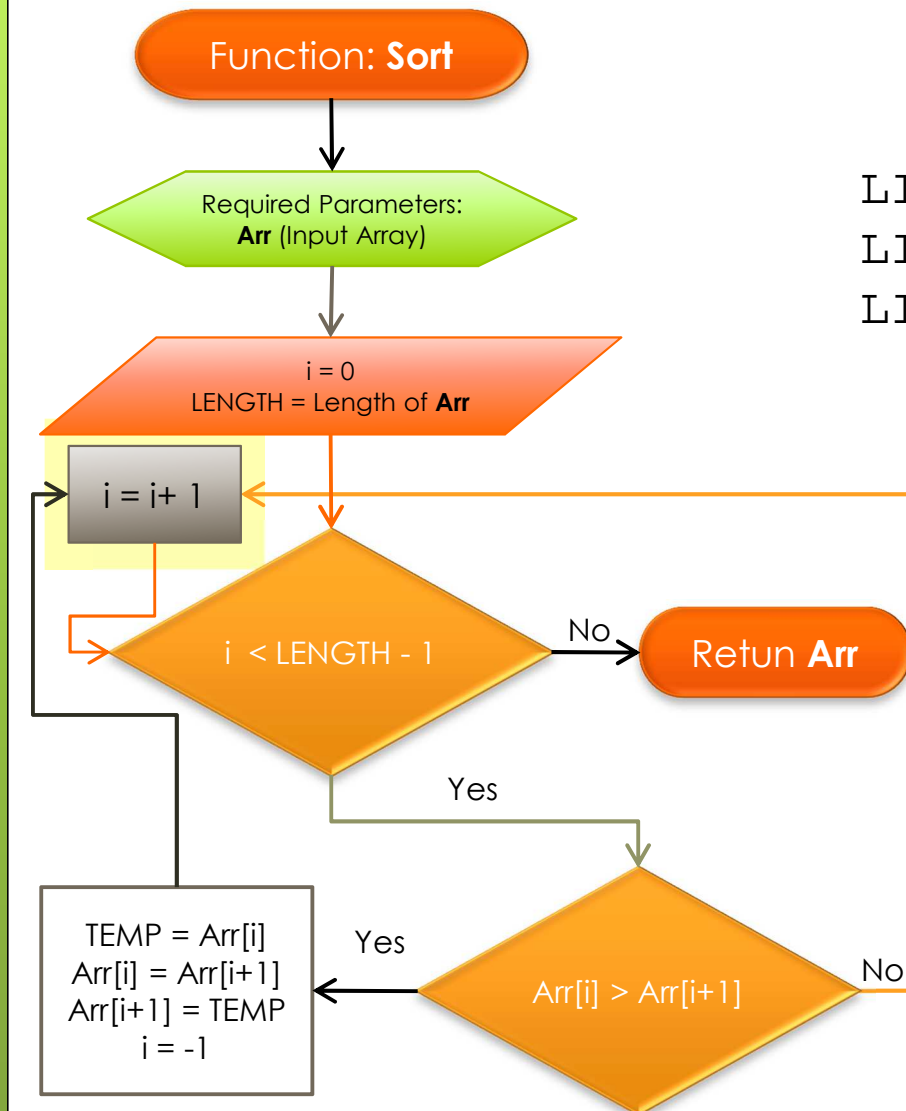 Function: Sort
Required Parameters:
Arr (Input Array)
i = 0
LENGTH = Length of Arr
i = i+ 1
i < LENGTH - 1
No
Retun Arr
Yes
Arr[i] > Arr[i+1]
Yes
No
TEMP = Arr[i]
Arr[i] = Arr[i+1]
Arr[i+1] = TEMP
i = -1